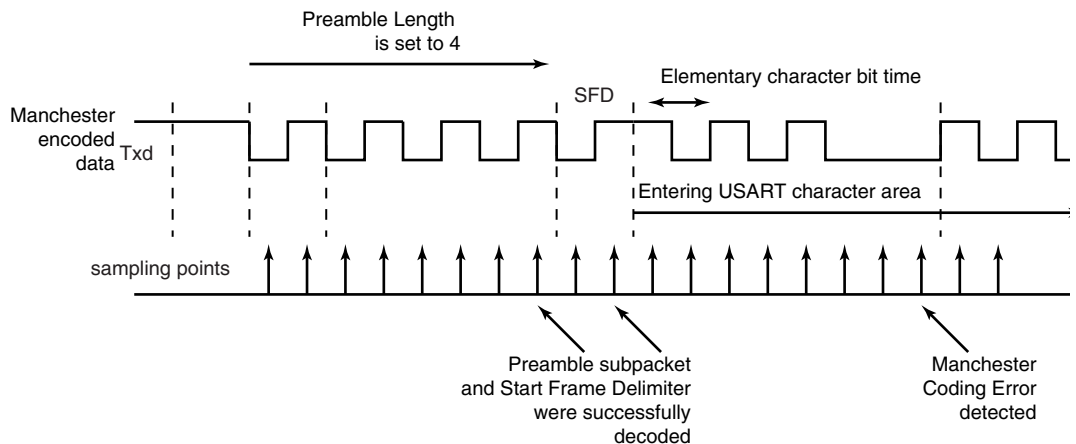 Preamble Length
is set to 4
Elementary character bit time
SFD
Manchester
encoded
data
Txd
Entering USART character area
sampling points
Preamble subpacket
and Start Frame Delimiter
were successfully
decoded
Manchester
Coding Error
detected